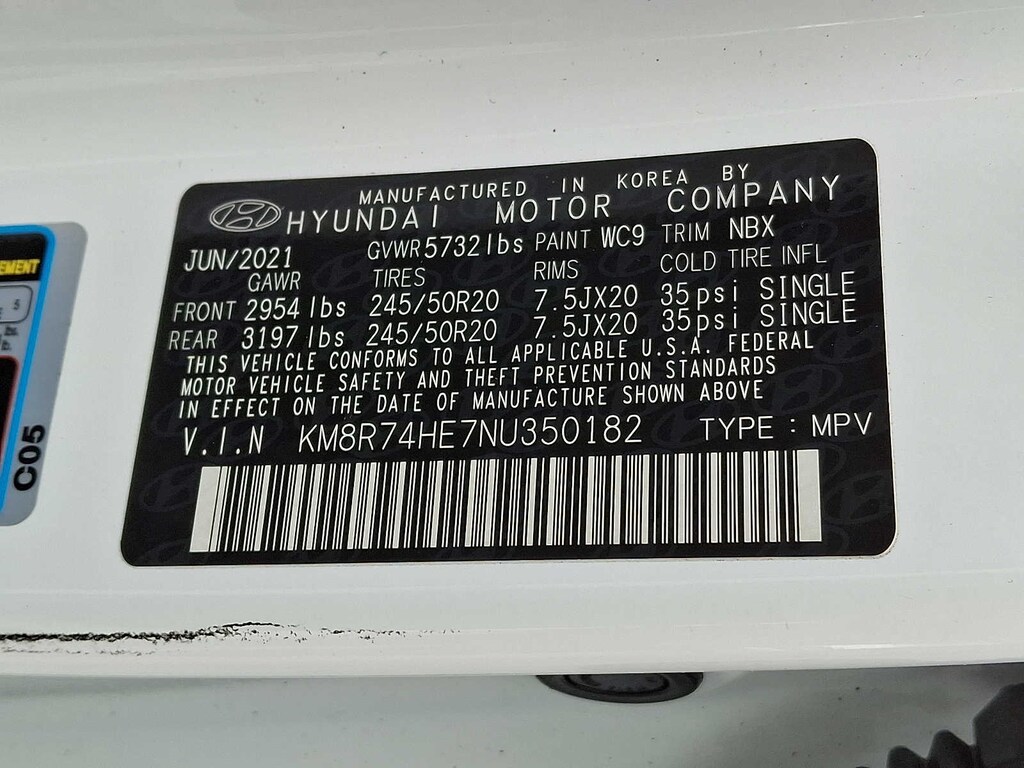 MANUFACTURED IN KOREA BY
HYUNDAI MOTOR COMPANY
JUN/2021 GVWR 5732 lbs PAINT WC9 TRIM NBX
GAWR TIRES RIMS COLD TIRE INFL
FRONT 2954 lbs 245/50R20 7.5JX20 35psi SINGLE
REAR 3197 lbs 245/50R20 7.5JX20 35psi SINGLE
THIS VEHICLE CONFORMS TO ALL APPLICABLE U.S.A. FEDERAL
MOTOR VEHICLE SAFETY AND THEFT PREVENTION STANDARDS
IN EFFECT ON THE DATE OF MANUFACTURE SHOWN ABOVE
V.I.N KM8R74HE7NU350182 TYPE : MPV
EMENT
5
C05